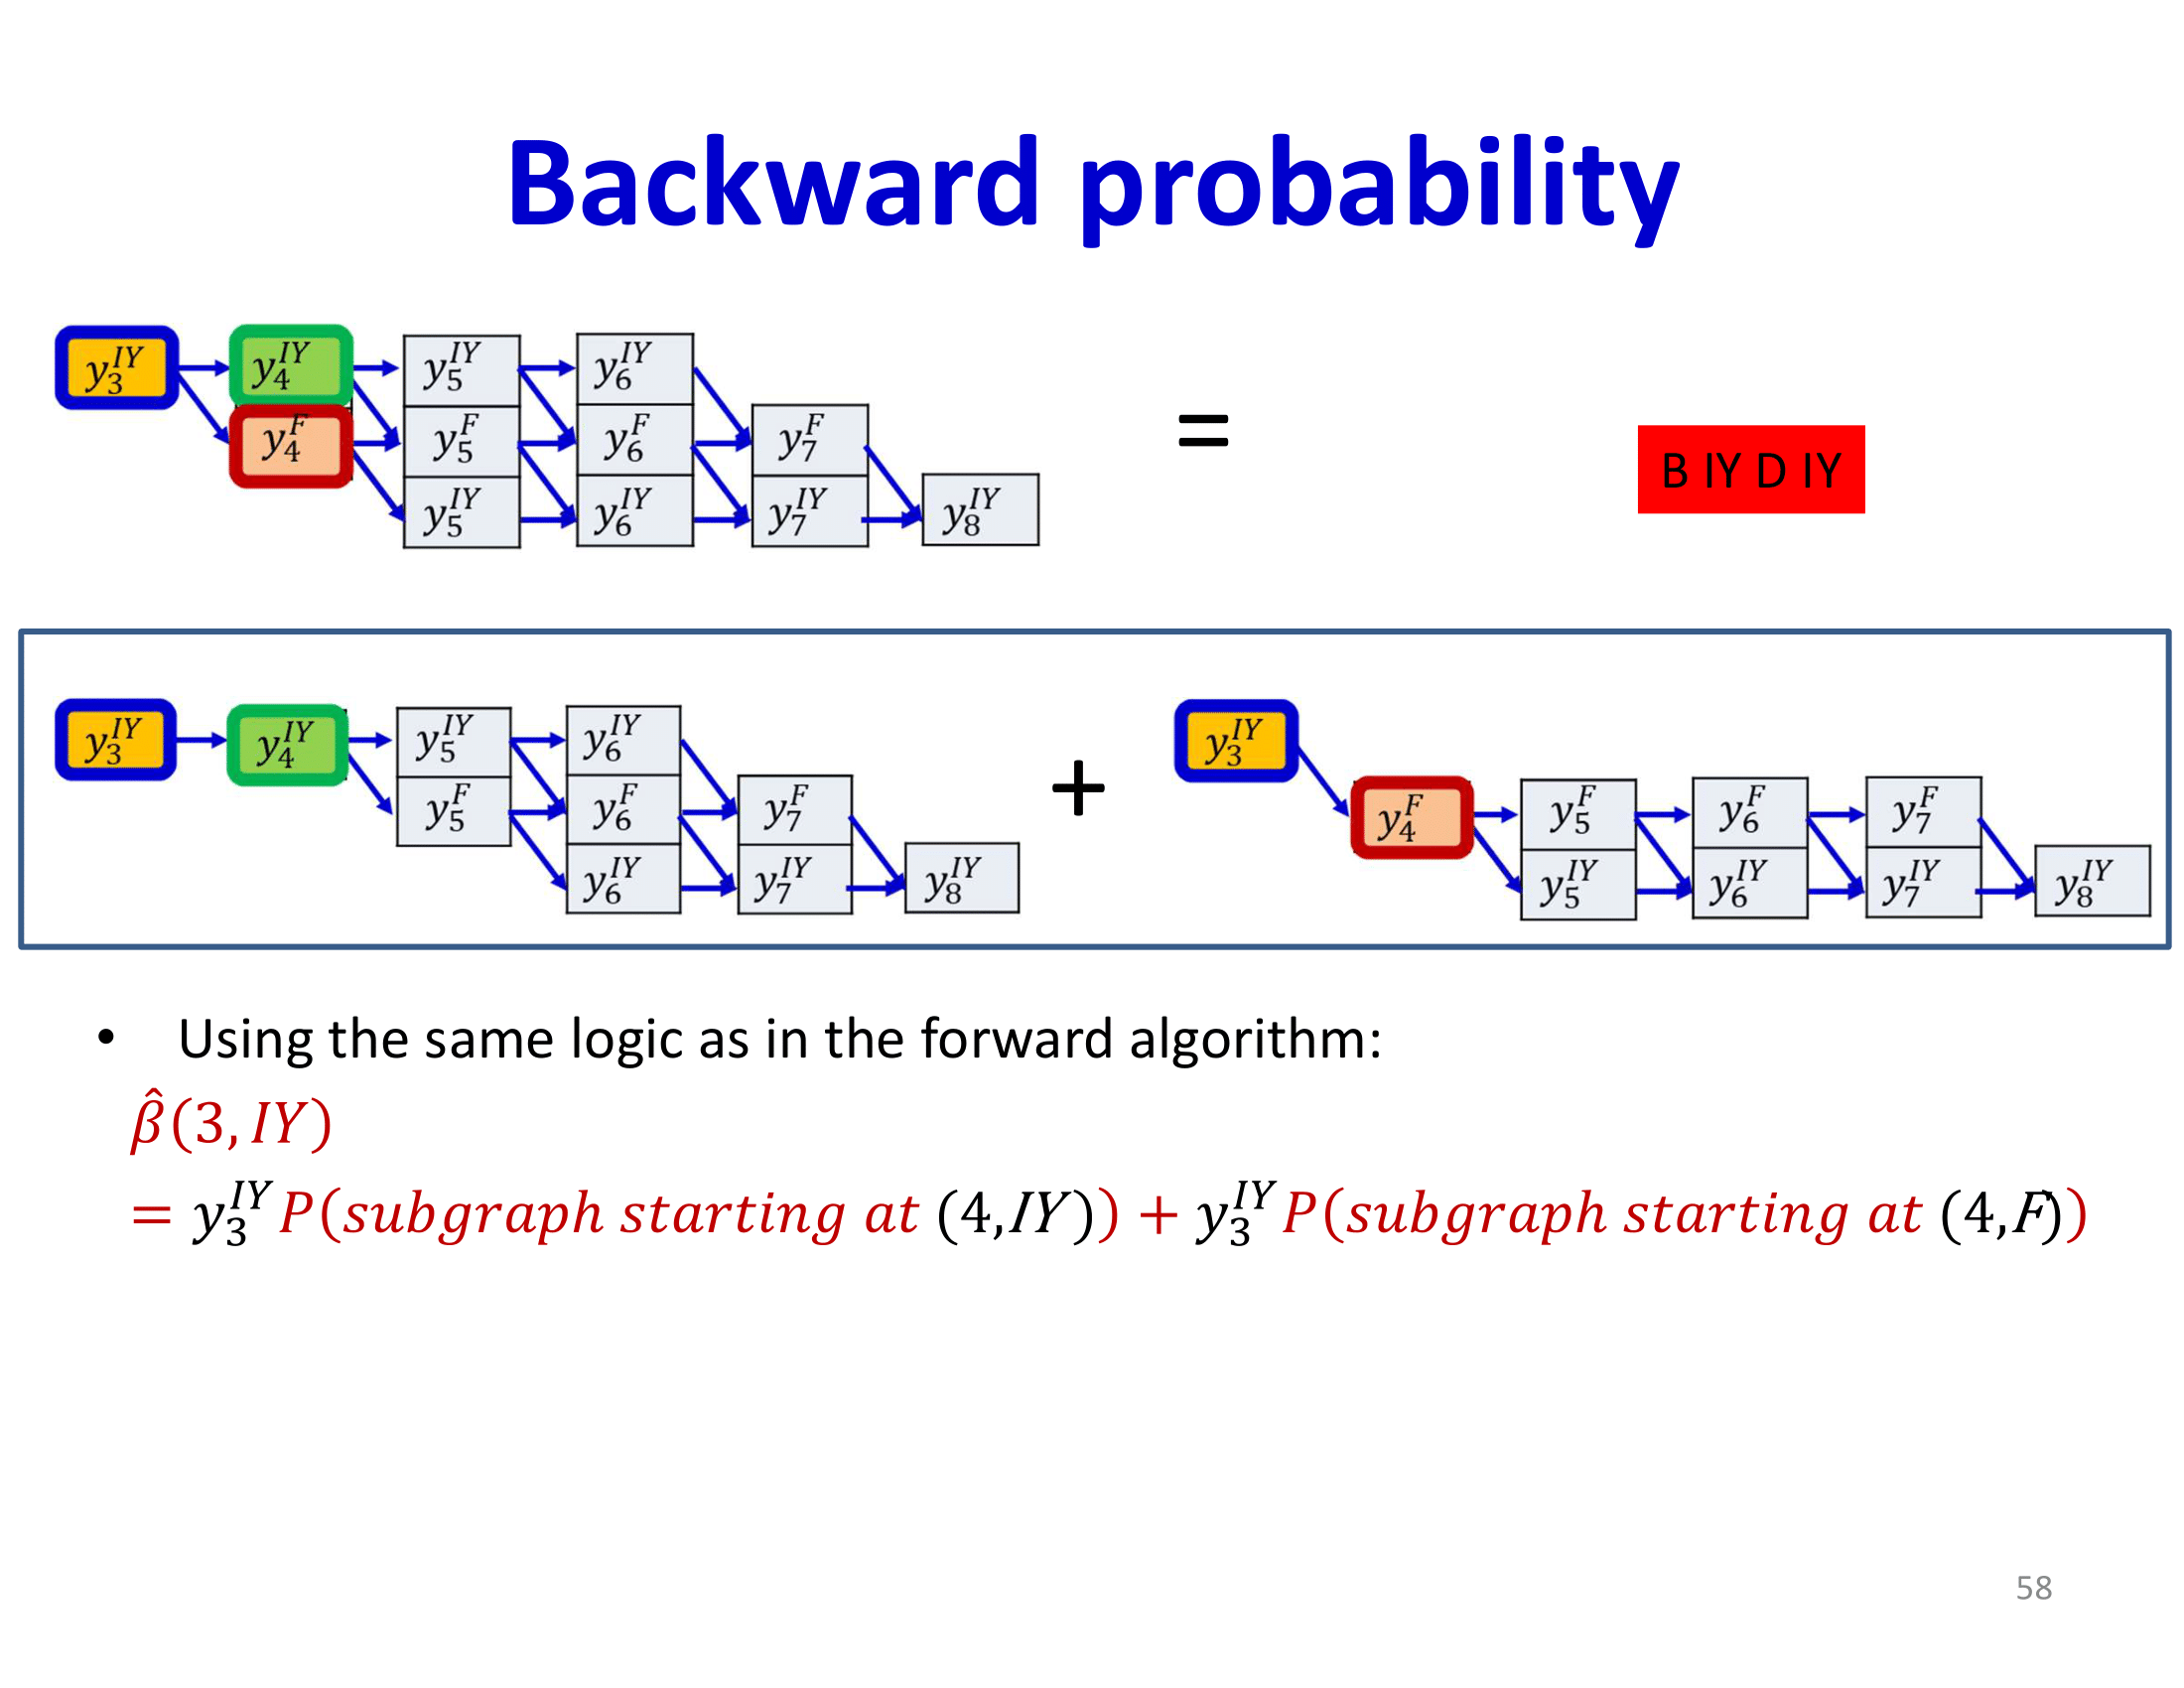 Backward probability
y_3^{IY} y_4^{IY} y_5^{IY} y_6^{IY}
y_4^F y_5^F y_6^F y_7^F =
y_5^{IY} y_6^{IY} y_7^{IY} y_8^{IY}
B IY D IY
y_3^{IY} y_4^{IY} y_5^{IY} y_6^{IY}
y_5^F y_6^F y_7^F
y_6^{IY} y_7^{IY} y_8^{IY}
+
y_3^{IY}
y_4^F y_5^F y_6^F y_7^F
y_5^{IY} y_6^{IY} y_7^{IY} y_8^{IY}
• Using the same logic as in the forward algorithm:
β̂(3, IY)
= y_3^{IY} P(subgraph starting at (4,IY)) + y_3^{IY} P(subgraph starting at (4,F))
58